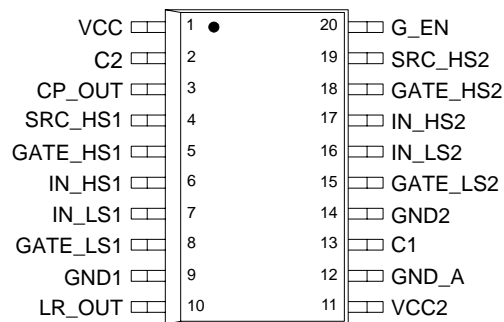 VCC 1 20 G_EN
C2 2 19 SRC_HS2
CP_OUT 3 18 GATE_HS2
SRC_HS1 4 17 IN_HS2
GATE_HS1 5 16 IN_LS2
IN_HS1 6 15 GATE_LS2
IN_LS1 7 14 GND2
GATE_LS1 8 13 C1
GND1 9 12 GND_A
LR_OUT 10 11 VCC2